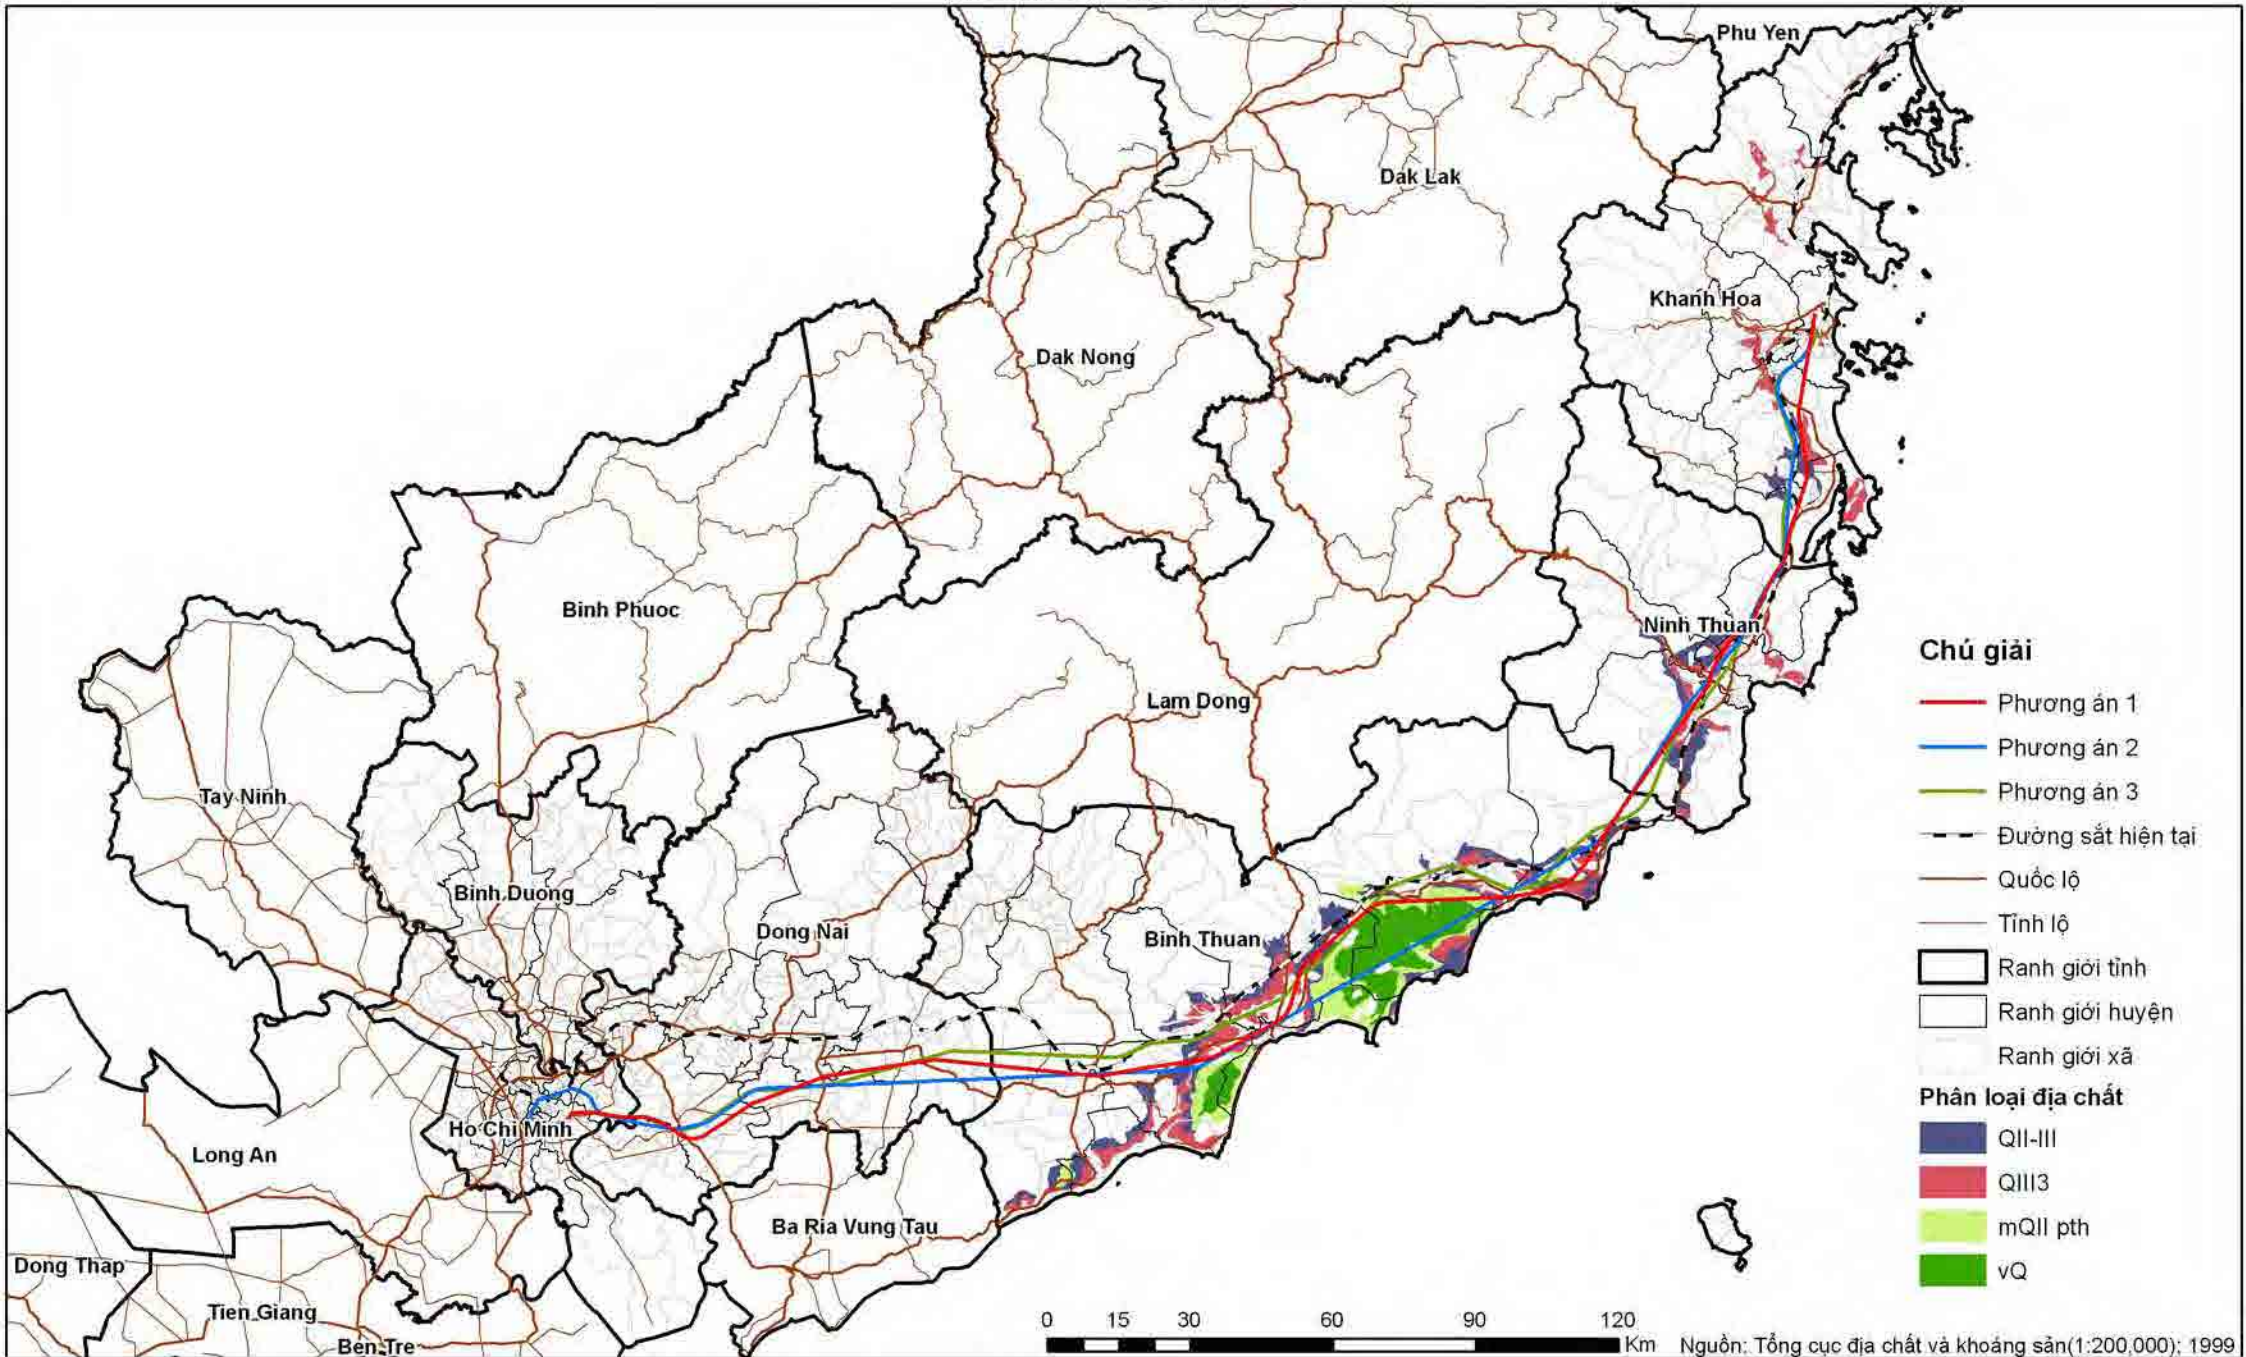 Phu Yen
Dak Lak
Khanh Hoa
Dak Nong
Binh Phuoc
Ninh Thuan
Lam Dong
Tay Ninh
Binh Duong
Dong Nai
Binh Thuan
Ho Chi Minh
Long An
Ba Ria Vung Tau
Dong Thap
Tien Giang
Ben Tre
Chú giải
Phương án 1
Phương án 2
Phương án 3
Đường sắt hiện tại
Quốc lộ
Tỉnh lộ
Ranh giới tỉnh
Ranh giới huyện
Ranh giới xã
Phân loại địa chất
QII-III
QIII3
mQII pth
vQ
0 15 30 60 90 120
Km
Nguồn: Tổng cục địa chất và khoáng sản(1:200,000); 1999